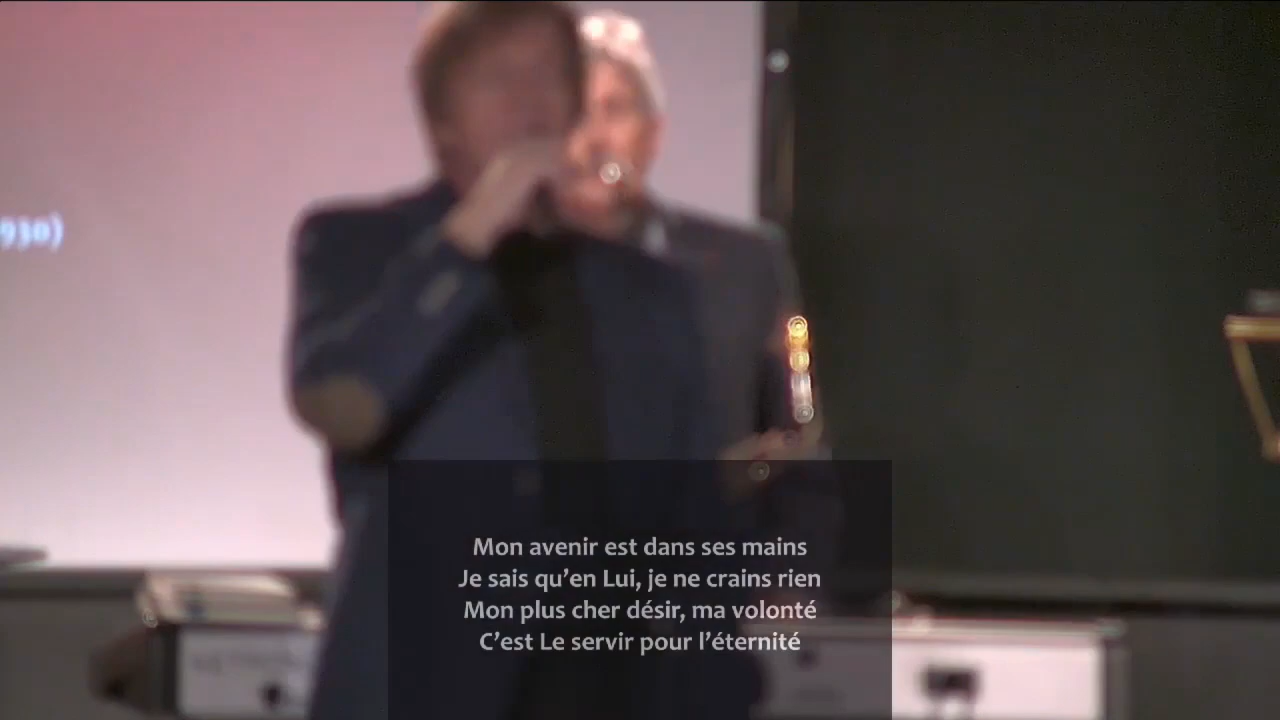 930)
Mon avenir est dans ses mains
Je sais qu'en Lui, je ne crains rien
Mon plus cher désir, ma volonté
C'est Le servir pour l'éternité